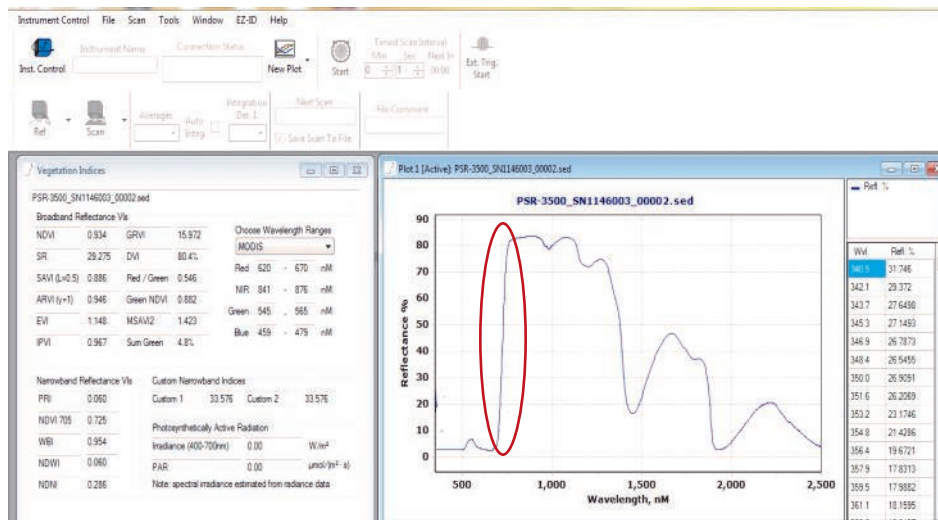 Instrument Control File Scan Tools Window EZ-ID Help
Instrument Name Connection Status Timed Scan Interval
Min Sec Next In
0 1 00:00
Inst. Control New Plot Start Ext. Trig. Start
Averages Auto Integ. Integration Det. 1 Next Scan File Comment
Ref Scan Save Scan To File
Vegetation Indices
PSR-3500_SN1146003_00002.sed
Broadband Reflectance VIs
NDVI 0.934 GRVI 15.972 Choose Wavelength Ranges
MODIS
SR 29.275 DVI 80.4%
Red 620 - 670 nM
SAVI (L=0.5) 0.886 Red / Green 0.546
NIR 841 - 876 nM
ARVI (y=1) 0.946 Green NDVI 0.882
Green 545 - 565 nM
EVI 1.148 MSAVI2 1.423
Blue 459 - 479 nM
IPVI 0.967 Sum Green 4.8%
Narrowband Reflectance VIs Custom Narrowband Indices
PRI 0.060 Custom 1 33.576 Custom 2 33.576
NDVI 705 0.725 Photosynthetically Active Radiation
WBI 0.954 Irradiance (400-700nm) 0.00 W/m²
NDWI 0.060 PAR 0.00 µmol/(m² · s)
NDNI 0.286 Note: spectral irradiance estimated from radiance data
Plot 1 [Active]: PSR-3500_SN1146003_00002.sed
PSR-3500_SN1146003_00002.sed
Reflectance %
90
80
70
60
50
40
30
20
10
0
500 1,000 1,500 2,000 2,500
Wavelength, nM
Refl. %
Wvl. Refl. %
340.5 31.746
342.1 29.372
343.7 27.6498
345.3 27.1493
346.9 26.7873
348.4 26.5455
350.0 26.9091
351.6 26.2069
353.2 23.1746
354.8 21.4286
356.4 19.6721
357.9 17.8313
359.5 17.9882
361.1 18.1595